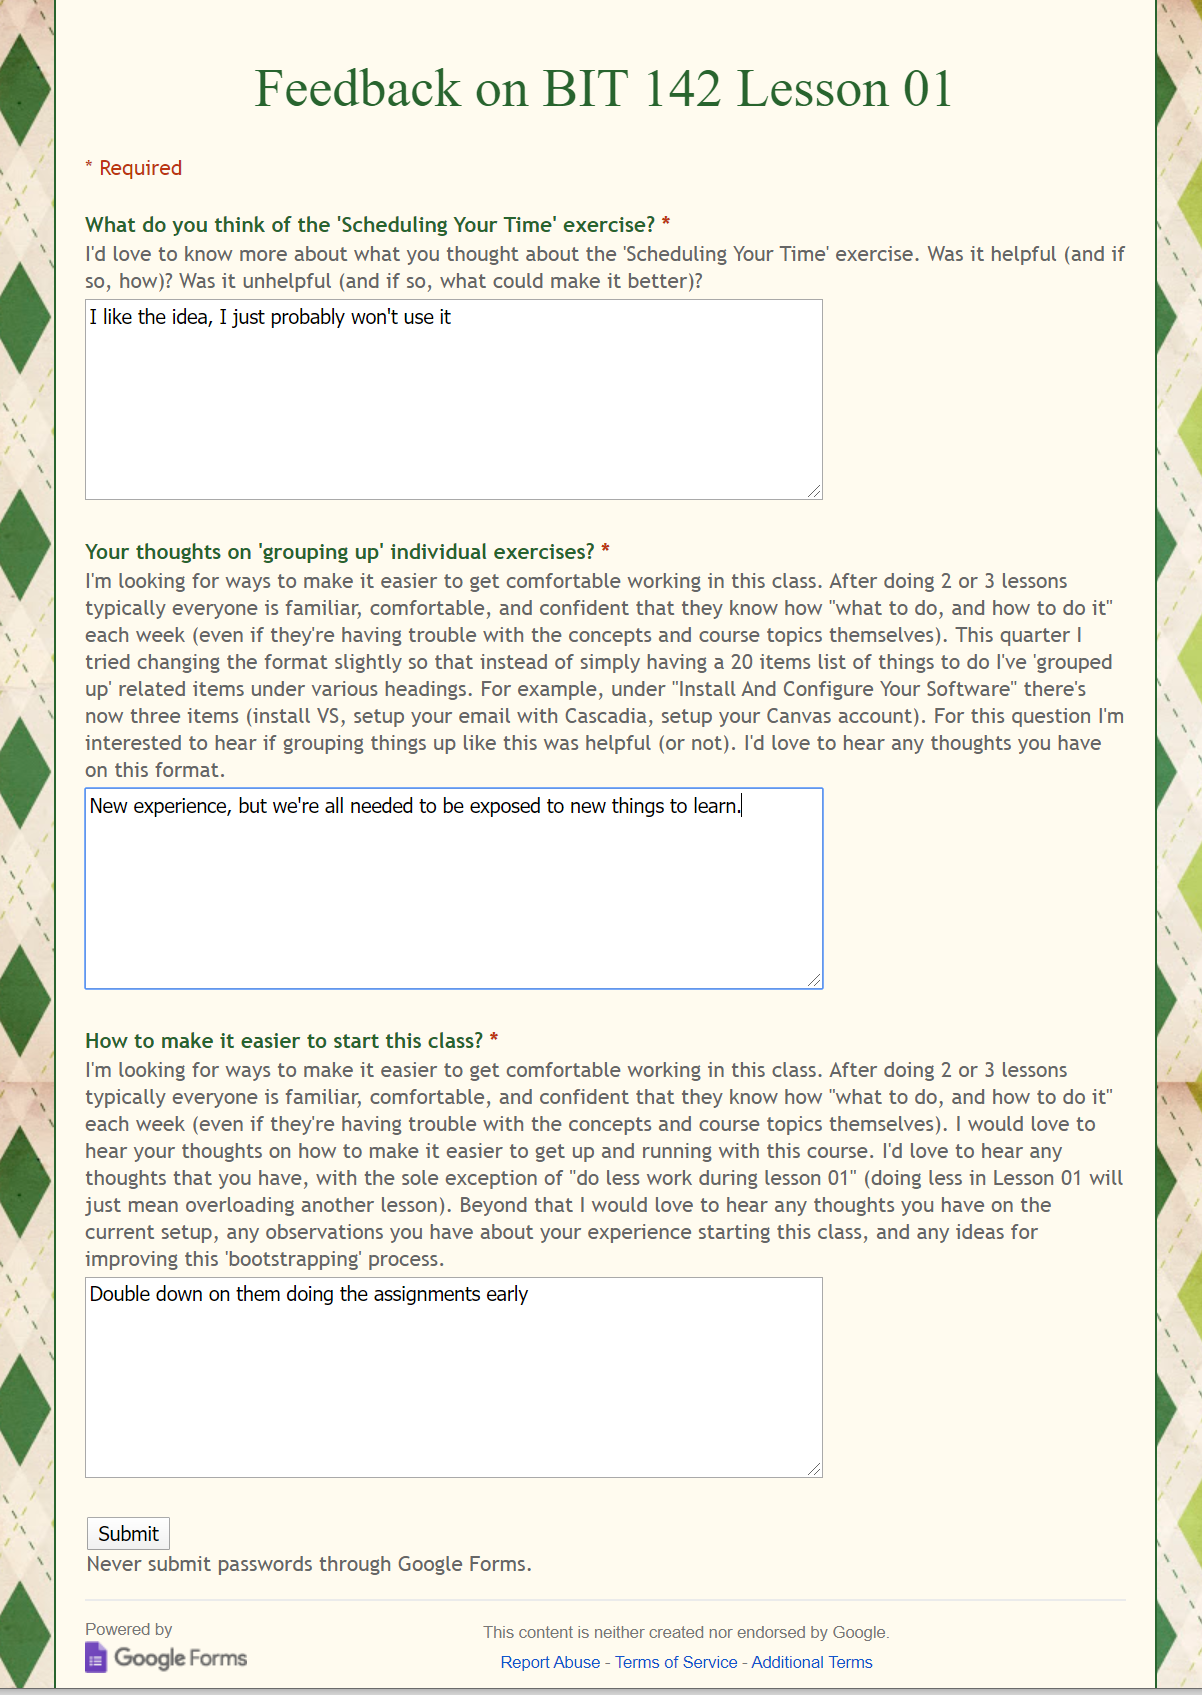 Feedback on BIT 142 Lesson 01
* Required
What do you think of the 'Scheduling Your Time' exercise? *
I'd love to know more about what you thought about the 'Scheduling Your Time' exercise. Was it helpful (and if
so, how)? Was it unhelpful (and if so, what could make it better)?
I like the idea, I just probably won't use it
Your thoughts on 'grouping up' individual exercises? *
I'm looking for ways to make it easier to get comfortable working in this class. After doing 2 or 3 lessons
typically everyone is familiar, comfortable, and confident that they know how "what to do, and how to do it"
each week (even if they're having trouble with the concepts and course topics themselves). This quarter I
tried changing the format slightly so that instead of simply having a 20 items list of things to do I've 'grouped
up' related items under various headings. For example, under "Install And Configure Your Software" there's
now three items (install VS, setup your email with Cascadia, setup your Canvas account). For this question I'm
interested to hear if grouping things up like this was helpful (or not). I'd love to hear any thoughts you have
on this format.
New experience, but we're all needed to be exposed to new things to learn.
How to make it easier to start this class? *
I'm looking for ways to make it easier to get comfortable working in this class. After doing 2 or 3 lessons
typically everyone is familiar, comfortable, and confident that they know how "what to do, and how to do it"
each week (even if they're having trouble with the concepts and course topics themselves). I would love to
hear your thoughts on how to make it easier to get up and running with this course. I'd love to hear any
thoughts that you have, with the sole exception of "do less work during lesson 01" (doing less in Lesson 01 will
just mean overloading another lesson). Beyond that I would love to hear any thoughts you have on the
current setup, any observations you have about your experience starting this class, and any ideas for
improving this 'bootstrapping' process.
Double down on them doing the assignments early
Submit
Never submit passwords through Google Forms.
Powered by
Google Forms
This content is neither created nor endorsed by Google.
Report Abuse - Terms of Service - Additional Terms